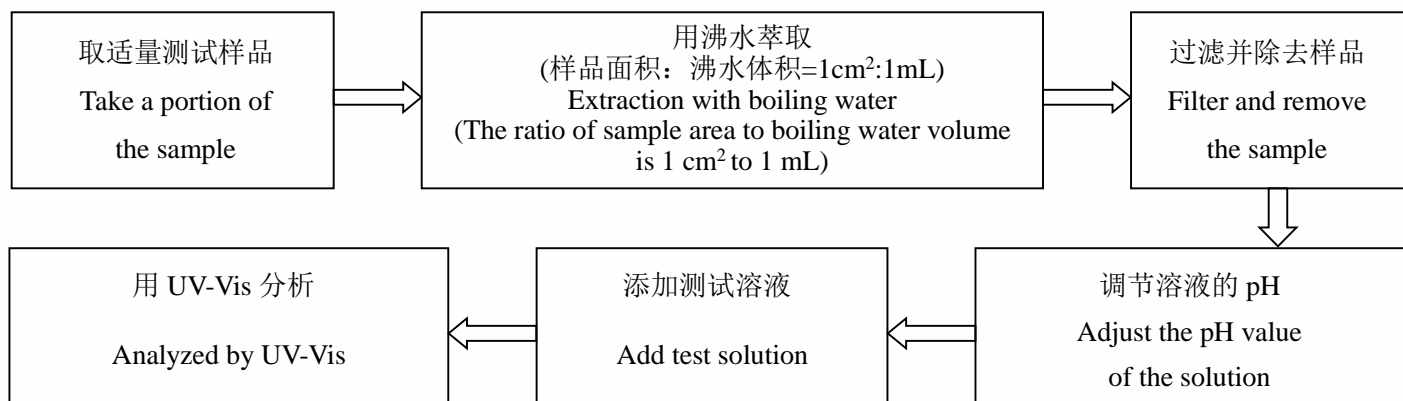 取适量测试样品
Take a portion of
the sample
用沸水萃取
(样品面积：沸水体积=1cm²:1mL)
Extraction with boiling water
(The ratio of sample area to boiling water volume
is 1 cm² to 1 mL)
过滤并除去样品
Filter and remove
the sample
调节溶液的 pH
Adjust the pH value
of the solution
添加测试溶液
Add test solution
用 UV-Vis 分析
Analyzed by UV-Vis